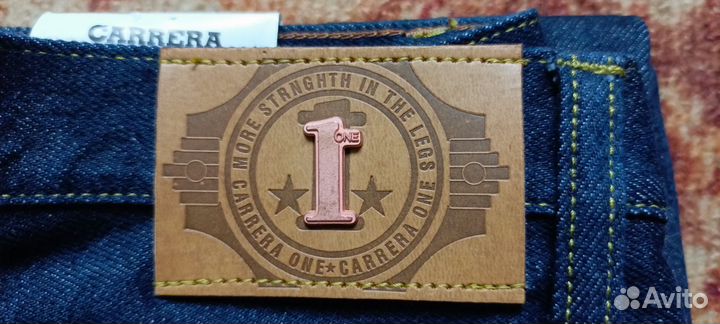 CARRERA
MORE STRNGHTH IN THE LEGS
CARRERA ONE★CARRERA ONE
1
ONE
Avito